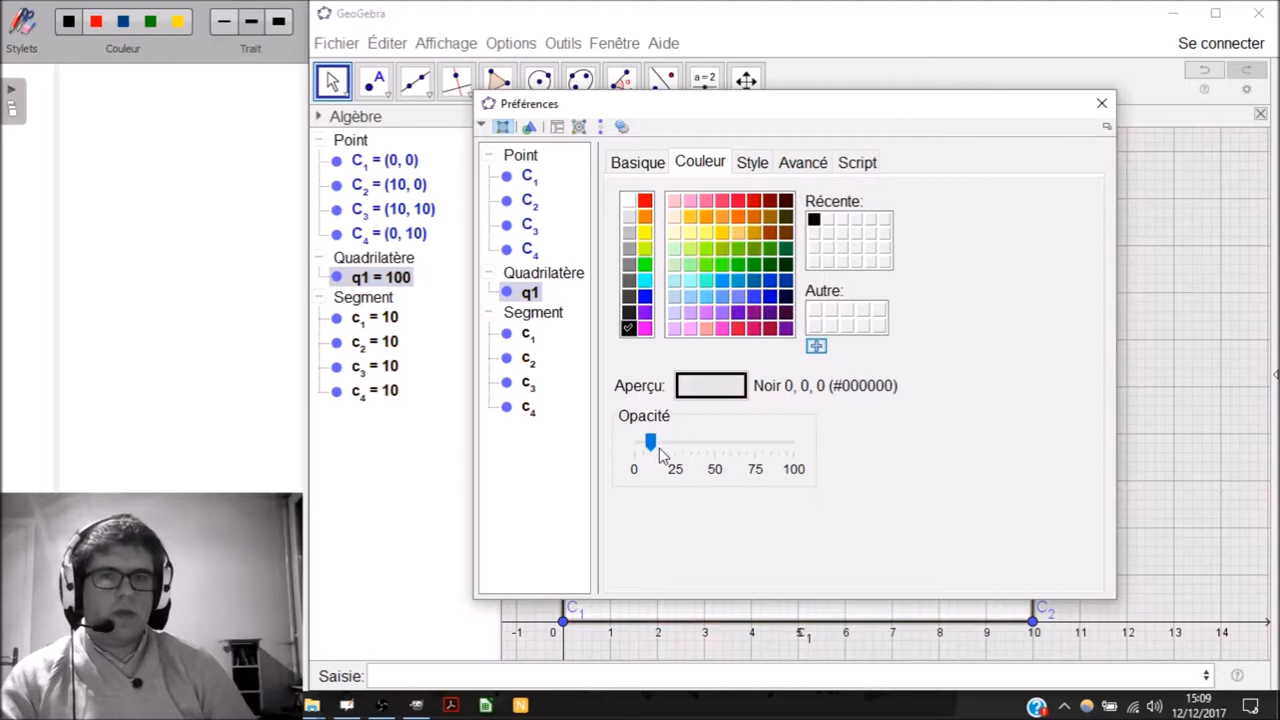 Stylets
Couleur
Trait
GeoGebra
Fichier Éditer Affichage Options Outils Fenêtre Aide
Se connecter
A
a=2
Algèbre
Point
C1 = (0, 0)
C2 = (10, 0)
C3 = (10, 10)
C4 = (0, 10)
Quadrilatère
q1 = 100
Segment
c1 = 10
c2 = 10
c3 = 10
c4 = 10
Préférences
Point
C1
C2
C3
C4
Quadrilatère
q1
Segment
c1
c2
c3
c4
Basique Couleur Style Avancé Script
Récente:
Autre:
Aperçu: Noir 0, 0, 0 (#000000)
Opacité
0 25 50 75 100
C1 C2
-1 0 1 2 3 4 5 6 7 8 9 10 11 12 13 14
c1
Saisie:
15:09
12/12/2017